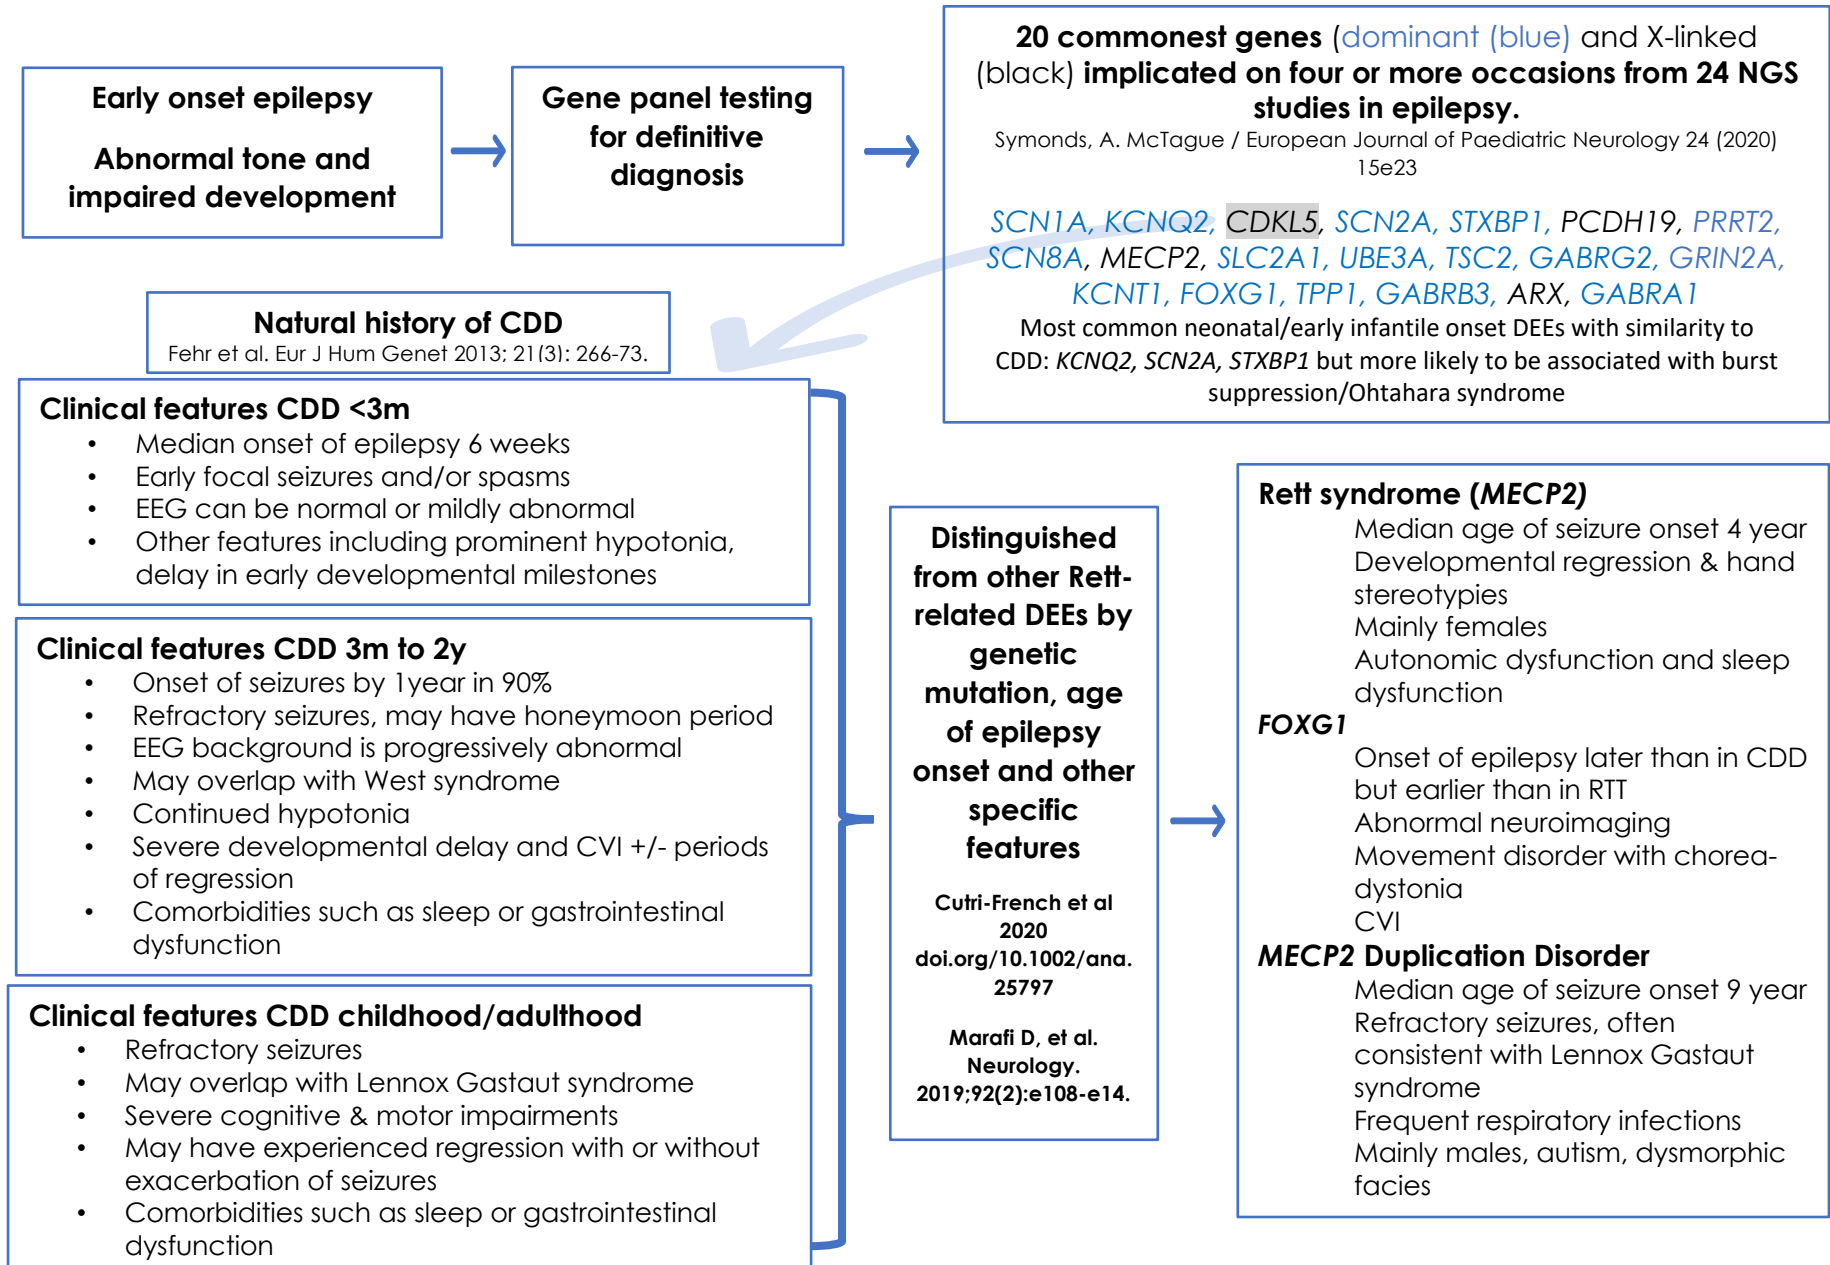 Early onset epilepsy
Abnormal tone and
impaired development
Gene panel testing
for definitive
diagnosis
20 commonest genes (dominant (blue) and X-linked
(black) implicated on four or more occasions from 24 NGS
studies in epilepsy.
Symonds, A. McTague / European Journal of Paediatric Neurology 24 (2020)
15e23
SCN1A, KCNQ2, CDKL5, SCN2A, STXBP1, PCDH19, PRRT2,
SCN8A, MECP2, SLC2A1, UBE3A, TSC2, GABRG2, GRIN2A,
KCNT1, FOXG1, TPP1, GABRB3, ARX, GABRA1
Most common neonatal/early infantile onset DEEs with similarity to
CDD: KCNQ2, SCN2A, STXBP1 but more likely to be associated with burst
suppression/Ohtahara syndrome
Natural history of CDD
Fehr et al. Eur J Hum Genet 2013; 21(3): 266-73.
Clinical features CDD <3m
• Median onset of epilepsy 6 weeks
• Early focal seizures and/or spasms
• EEG can be normal or mildly abnormal
• Other features including prominent hypotonia,
delay in early developmental milestones
Clinical features CDD 3m to 2y
• Onset of seizures by 1year in 90%
• Refractory seizures, may have honeymoon period
• EEG background is progressively abnormal
• May overlap with West syndrome
• Continued hypotonia
• Severe developmental delay and CVI +/- periods
of regression
• Comorbidities such as sleep or gastrointestinal
dysfunction
Clinical features CDD childhood/adulthood
• Refractory seizures
• May overlap with Lennox Gastaut syndrome
• Severe cognitive & motor impairments
• May have experienced regression with or without
exacerbation of seizures
• Comorbidities such as sleep or gastrointestinal
dysfunction
Distinguished
from other Rett-
related DEEs by
genetic
mutation, age
of epilepsy
onset and other
specific
features
Cutri-French et al
2020
doi.org/10.1002/ana.
25797
Marafi D, et al.
Neurology.
2019;92(2):e108-e14.
Rett syndrome (MECP2)
Median age of seizure onset 4 year
Developmental regression & hand
stereotypies
Mainly females
Autonomic dysfunction and sleep
dysfunction
FOXG1
Onset of epilepsy later than in CDD
but earlier than in RTT
Abnormal neuroimaging
Movement disorder with chorea-
dystonia
CVI
MECP2 Duplication Disorder
Median age of seizure onset 9 year
Refractory seizures, often
consistent with Lennox Gastaut
syndrome
Frequent respiratory infections
Mainly males, autism, dysmorphic
facies